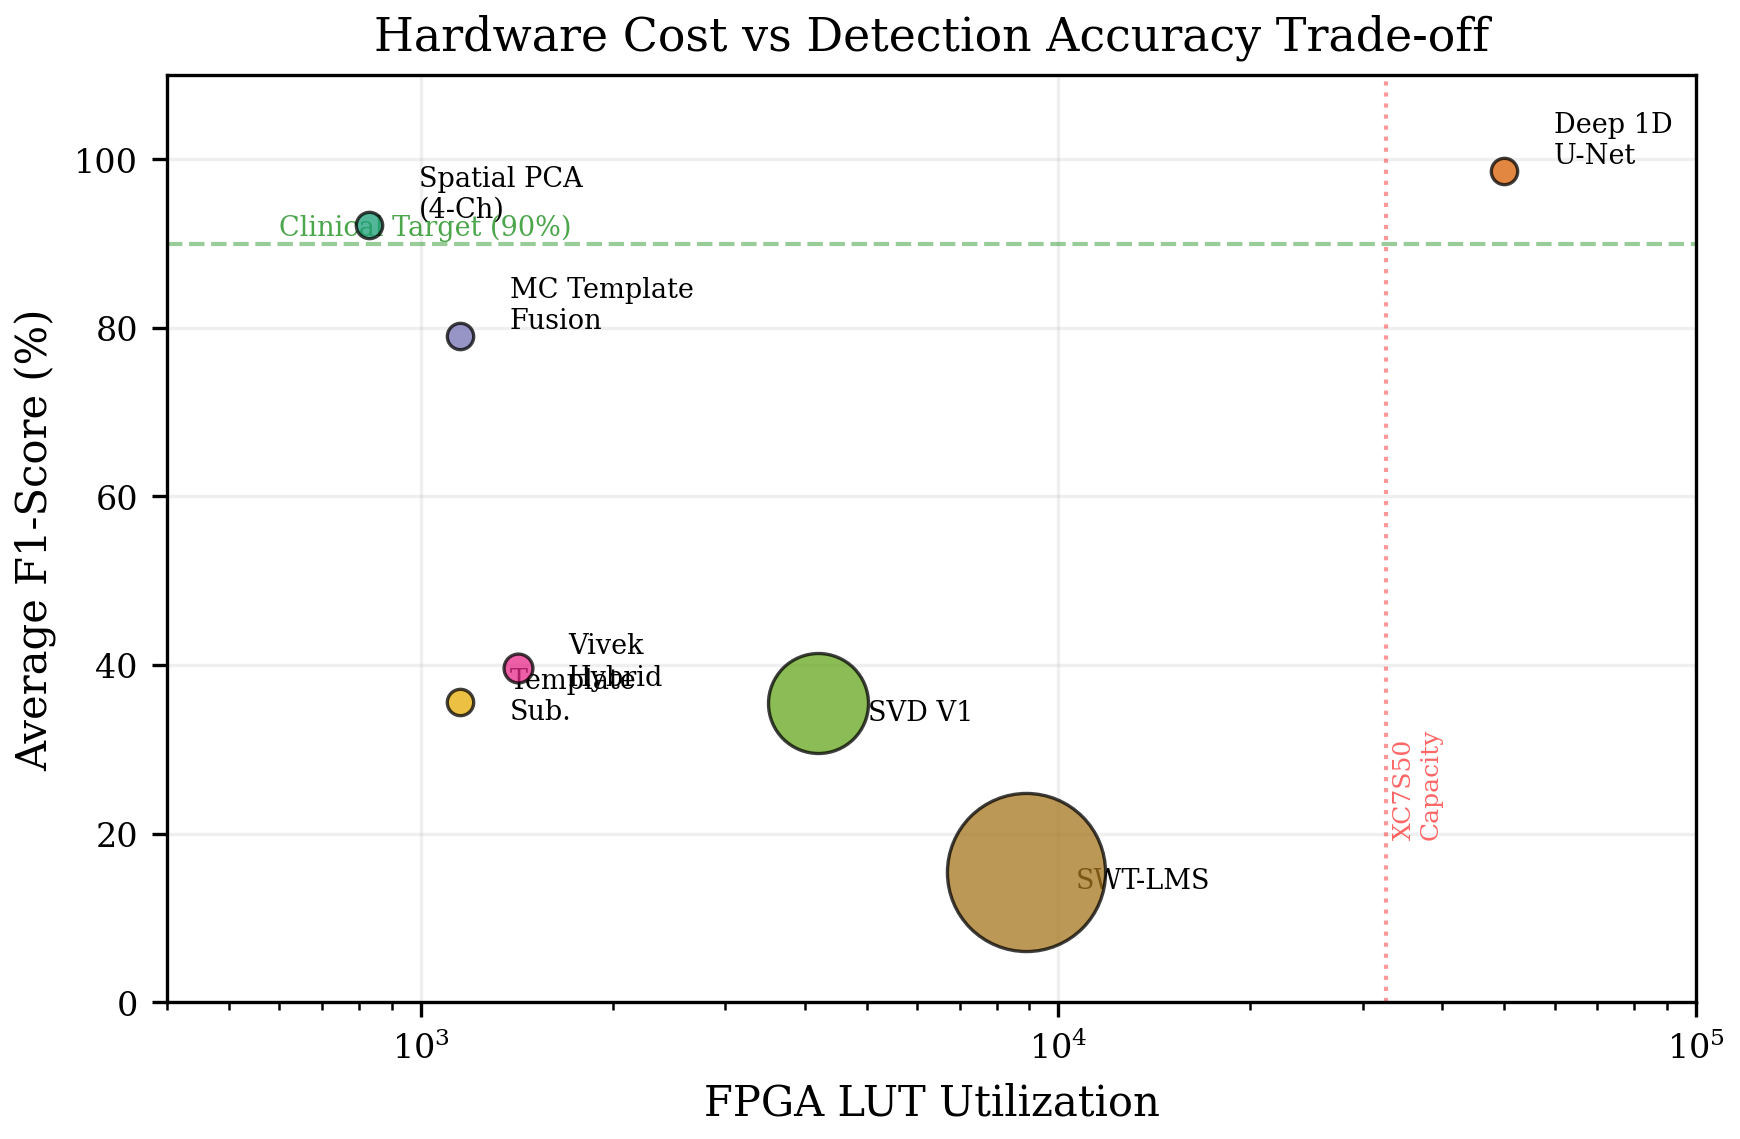 Hardware Cost vs Detection Accuracy Trade-off
Deep 1D
U-Net
100
Spatial PCA
(4-Ch)
Clinical Target (90%)
MC Template
Fusion
80
60
Vivek
Hybrid
40
Template
Sub.
SVD V1
XC7S50
Capacity
20
SWT-LMS
0
10³
10⁴
10⁵
Average F1-Score (%)
FPGA LUT Utilization